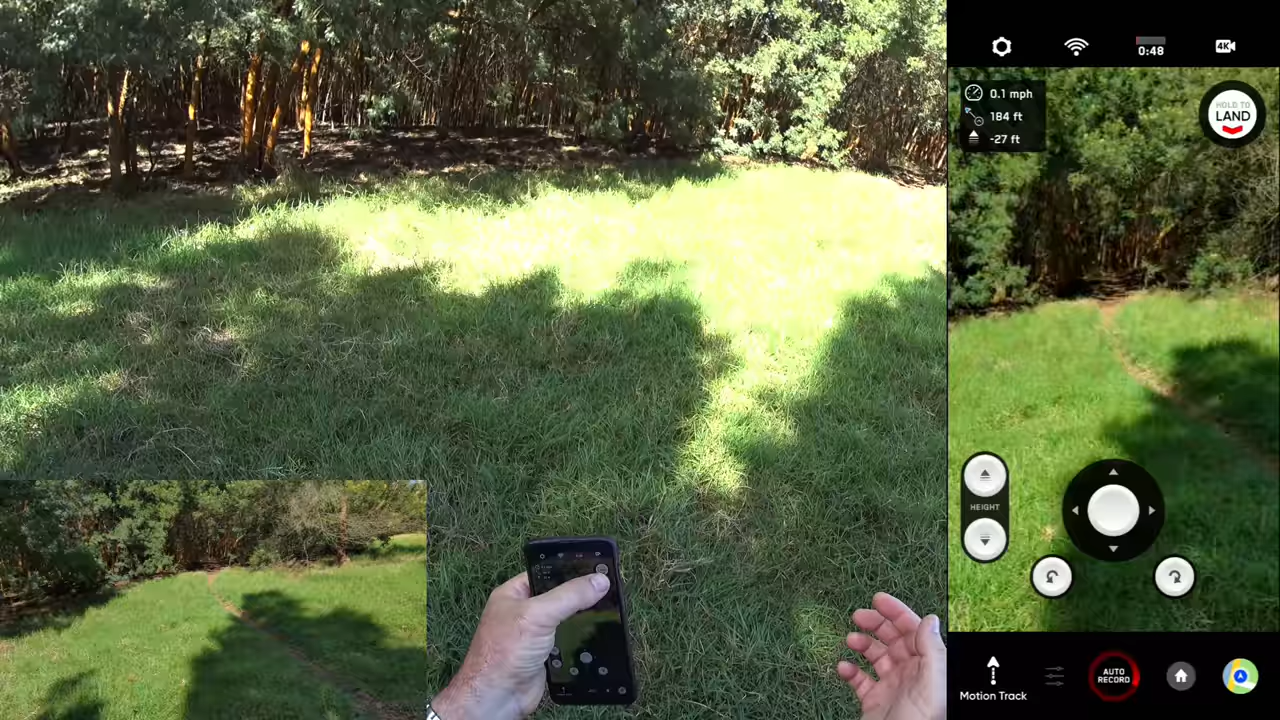 0:48
4K
0.1 mph
184 ft
-27 ft
HOLD TO
LAND
HEIGHT
Motion Track
AUTO
RECORD